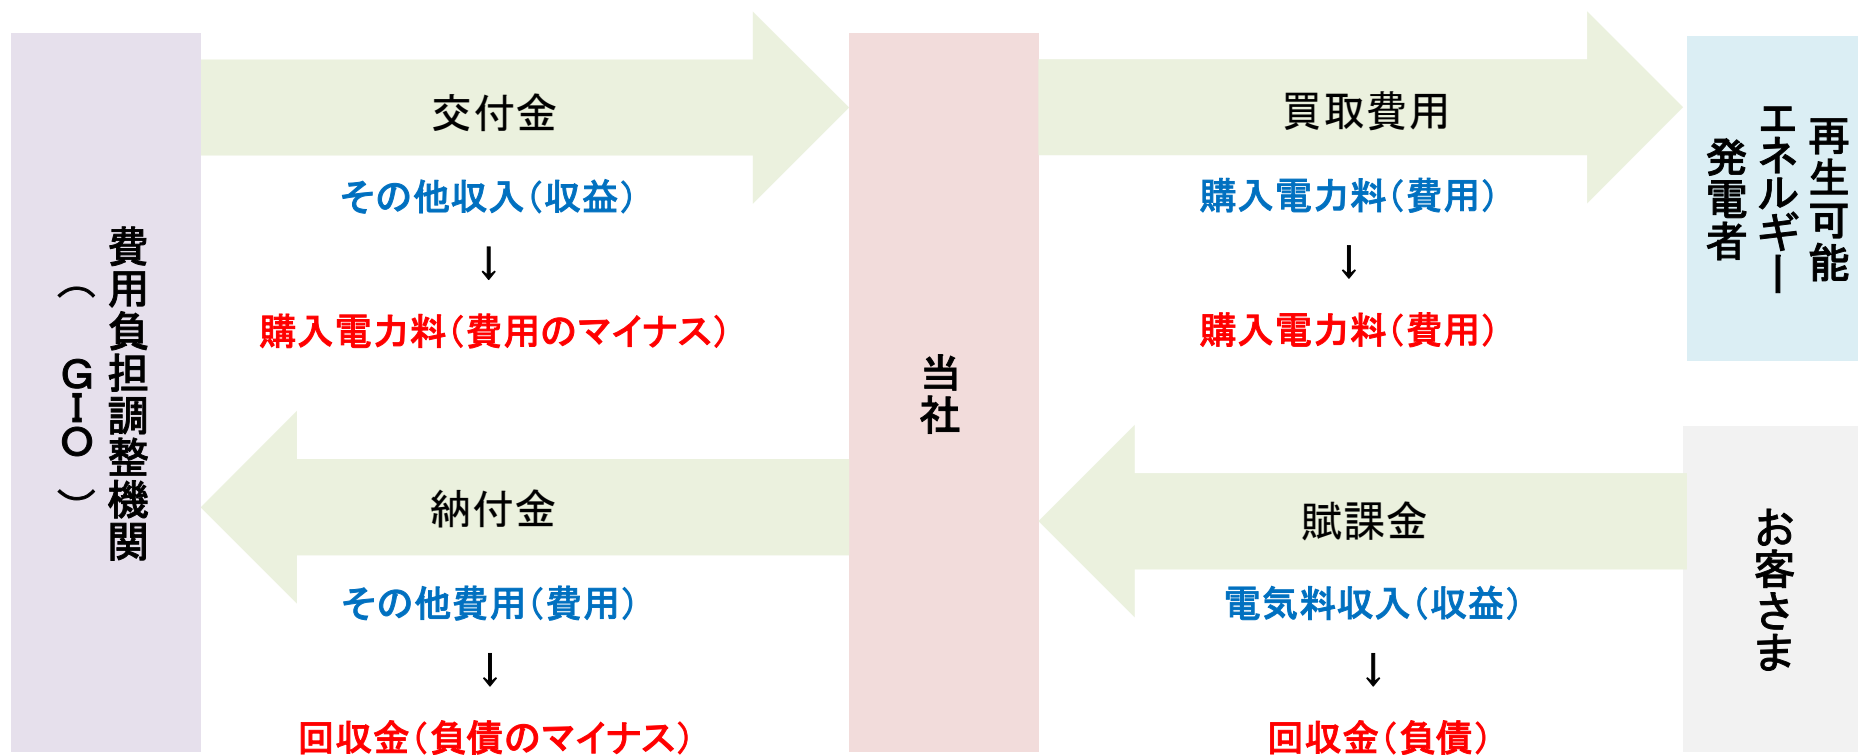 費用負担調整機関
（ＧＩＯ）
交付金
その他収入（収益）
↓
購入電力料（費用のマイナス）
納付金
その他費用（費用）
↓
回収金（負債のマイナス）
当社
買取費用
購入電力料（費用）
↓
購入電力料（費用）
賦課金
電気料収入（収益）
↓
回収金（負債）
再生可能
エネルギー
発電者
お客さま